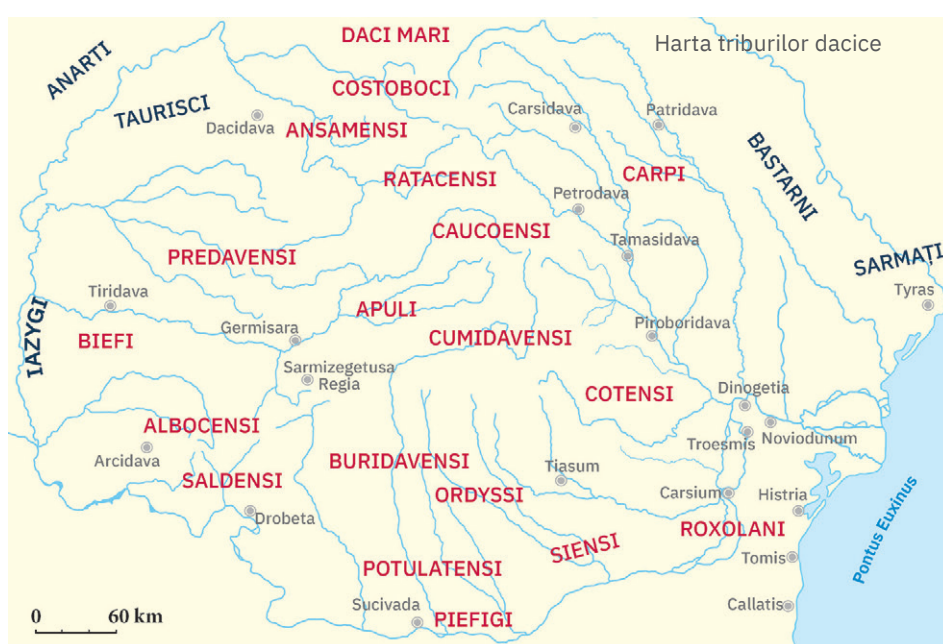 Harta triburilor dacice
DACI MARI
ANARTI
COSTOBOCI
TAURISCI
Dacidava
ANSAMENSI
Carsidava
Patridava
BASTARNI
RATACENSI
CARPI
Petrodava
CAUCOENSI
Tamasidava
PREDAVENSI
SARMAȚI
Tyras
Tiridava
IAZYGI
BIEFI
Germisara
APULI
CUMIDAVENSI
Piroboridava
Sarmizegetusa
Regia
COTENSI
Dinogetia
ALBOCENSI
Arcidava
Troesmis
Noviodunum
SALDENSI
BURIDAVENSI
Tiasum
ORDYSSI
Carsium
Histria
Drobeta
ROXOLANI
Pontus Euxinus
SIENSI
Tomis
POTULATENSI
Sucivada
PIEFIGI
Callatis
0 60 km